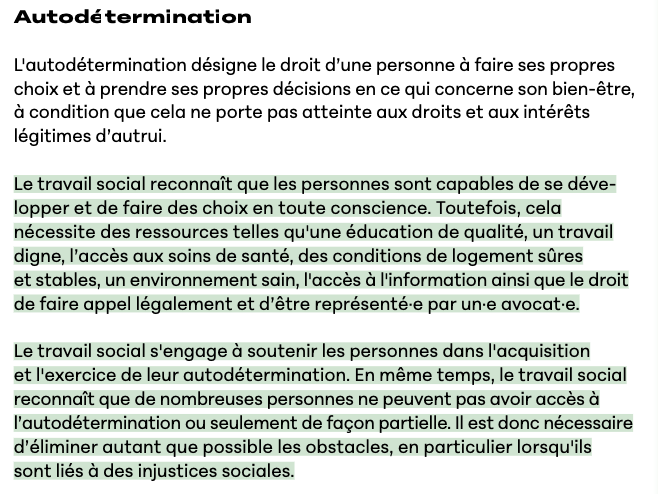 Autodétermination
L'autodétermination désigne le droit d’une personne à faire ses propres
choix et à prendre ses propres décisions en ce qui concerne son bien-être,
à condition que cela ne porte pas atteinte aux droits et aux intérêts
légitimes d’autrui.
Le travail social reconnaît que les personnes sont capables de se déve-
lopper et de faire des choix en toute conscience. Toutefois, cela
nécessite des ressources telles qu'une éducation de qualité, un travail
digne, l’accès aux soins de santé, des conditions de logement sûres
et stables, un environnement sain, l'accès à l'information ainsi que le droit
de faire appel légalement et d’être représenté·e par un·e avocat·e.
Le travail social s'engage à soutenir les personnes dans l'acquisition
et l'exercice de leur autodétermination. En même temps, le travail social
reconnaît que de nombreuses personnes ne peuvent pas avoir accès à
l’autodétermination ou seulement de façon partielle. Il est donc nécessaire
d’éliminer autant que possible les obstacles, en particulier lorsqu'ils
sont liés à des injustices sociales.